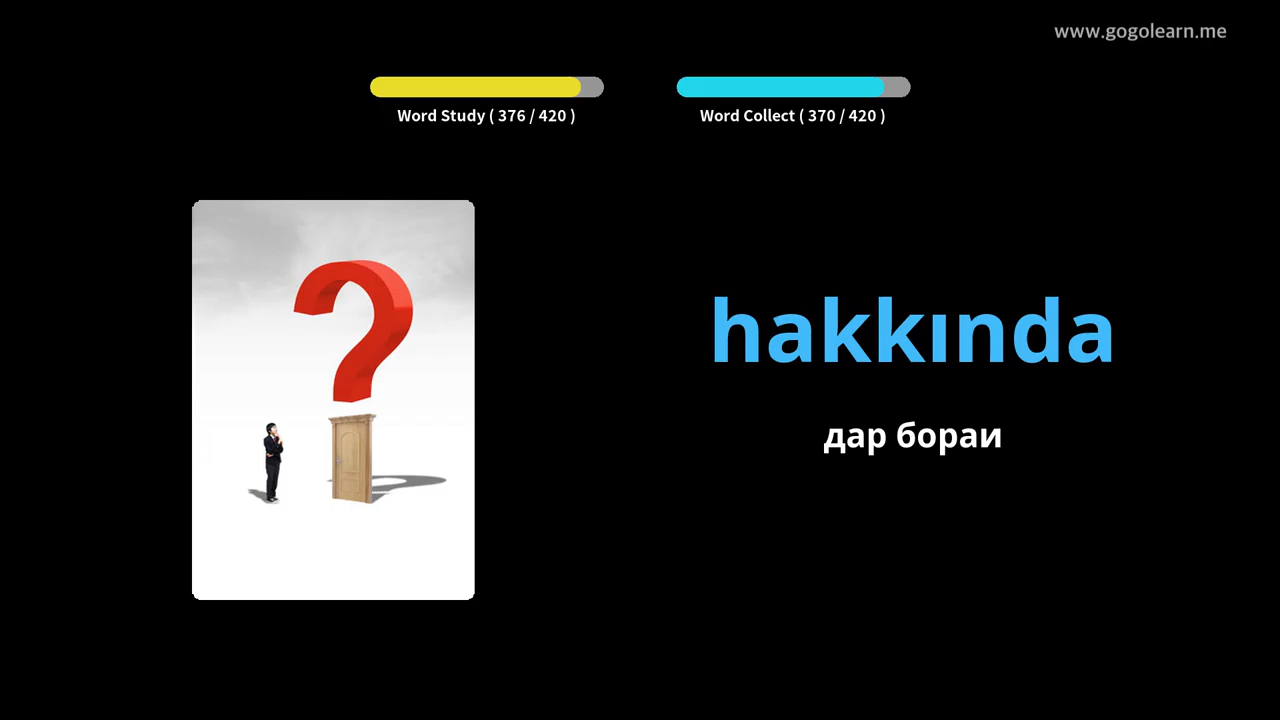 www.gogolearn.me
Word Study ( 376 / 420 )
Word Collect ( 370 / 420 )
hakkında
дар бораи